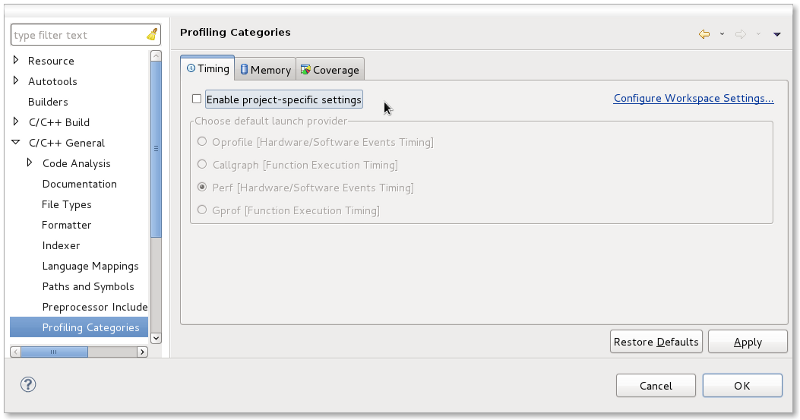 type filter text
Resource
Autotools
Builders
C/C++ Build
C/C++ General
Code Analysis
Documentation
File Types
Formatter
Indexer
Language Mappings
Paths and Symbols
Preprocessor Include
Profiling Categories
Profiling Categories
Timing
Memory
Coverage
Enable project-specific settings
Configure Workspace Settings...
Choose default launch provider
Oprofile [Hardware/Software Events Timing]
Callgraph [Function Execution Timing]
Perf [Hardware/Software Events Timing]
Gprof [Function Execution Timing]
Restore Defaults
Apply
?
Cancel
OK